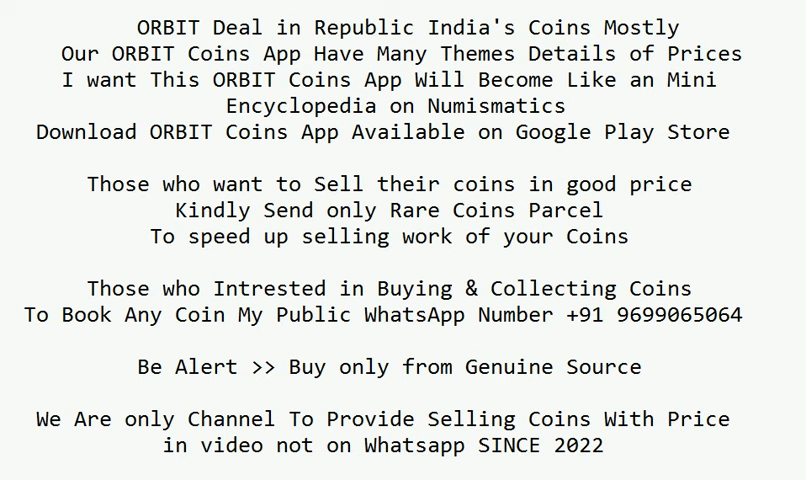 ORBIT Deal in Republic India's Coins Mostly
Our ORBIT Coins App Have Many Themes Details of Prices
I want This ORBIT Coins App Will Become Like an Mini
Encyclopedia on Numismatics
Download ORBIT Coins App Available on Google Play Store
Those who want to Sell their coins in good price
Kindly Send only Rare Coins Parcel
To speed up selling work of your Coins
Those who Intrested in Buying & Collecting Coins
To Book Any Coin My Public WhatsApp Number +91 9699065064
Be Alert >> Buy only from Genuine Source
We Are only Channel To Provide Selling Coins With Price
in video not on Whatsapp SINCE 2022